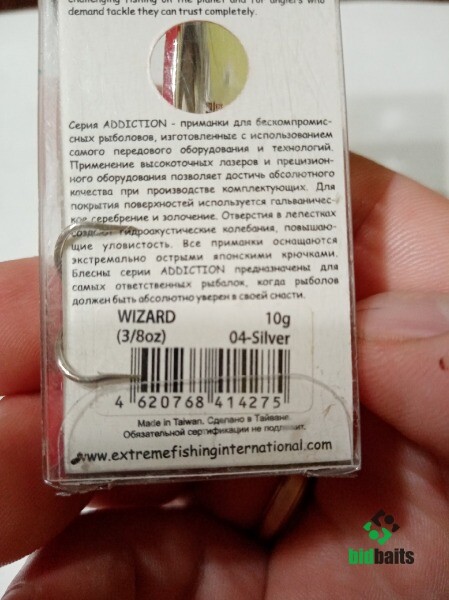 challenging fishing on the planet and for anglers who
demand tackle they can trust completely.
Серия ADDICTION - приманки для бескомпромис-
сных рыболовов, изготовленные с использованием
самого передового оборудования и технологий.
Применение высокоточных лазеров и прецизион-
ного оборудования позволяет достичь абсолютного
качества при производстве комплектующих. Для
покрытия поверхностей используется гальваничес-
кое серебрение и золочение. Отверстия в лепестках
создают гидроакустические колебания, повышаю-
щие уловистость. Все приманки оснащаются
экстремально острыми японскими крючками.
Блесны серии ADDICTION предназначены для
самых ответственных рыбалок, когда рыболов
должен быть абсолютно уверен в своей снасти.
WIZARD 10g
(3/8oz) 04-Silver
4 620768 414275
Made in Taiwan. Сделано в Тайване.
Обязательной сертификации не подлежит.
www.extremefishinginternational.com
bidbaits